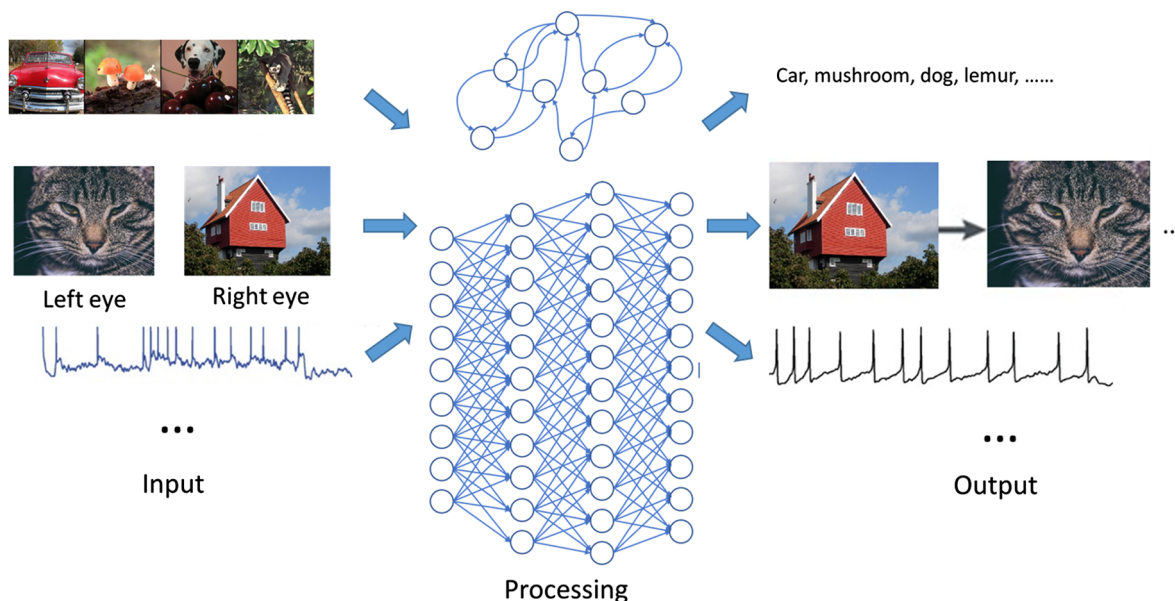 Car, mushroom, dog, lemur, ......
Left eye
Right eye
...
...
...
Input
Output
Processing